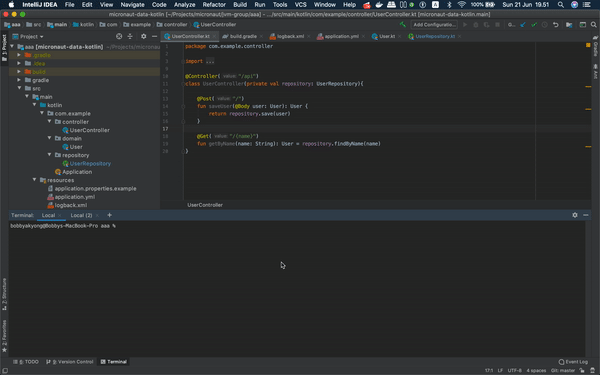 IntelliJ IDEA File Edit View Navigate Code Analyze Refactor Build Run Tools VCS Window Help 100% Sun 21 Jun 19.51
aaa [micronaut-data-kotlin] [~/Projects/micronaut/jvm-group/aaa] - .../src/main/kotlin/com/example/controller/UserController.kt [micronaut-data-kotlin.main]
aaa src main kotlin com example controller UserController Add Configuration... Git:
Project UserController.kt build.gradle logback.xml application.yml User.kt UserRepository.kt
1: Project
aaa [micronaut-data-kotlin] ~/Projects/micronaut
.gradle
.idea
build
gradle
src
main
kotlin
com.example
controller
UserController
domain
User
repository
UserRepository
Application
resources
application.properties.example
application.yml
logback.xml
package com.example.controller
import ...
@Controller( value = "/api")
class UserController(private val repository: UserRepository){
@Post( value = "/")
fun saveUser(@Body user: User): User {
return repository.save(user)
}
@Get( value = "/{name}")
fun getByName(name: String): User = repository.findByName(name)
}
UserController
Ant
Gradle
Terminal: Local × Local (2) × +
bobbyakyong@Bobbys-MacBook-Pro aaa %
Z: Structure
2: Favorites
6: TODO 9: Version Control Terminal Event Log
17:1 LF UTF-8 4 spaces Git: master